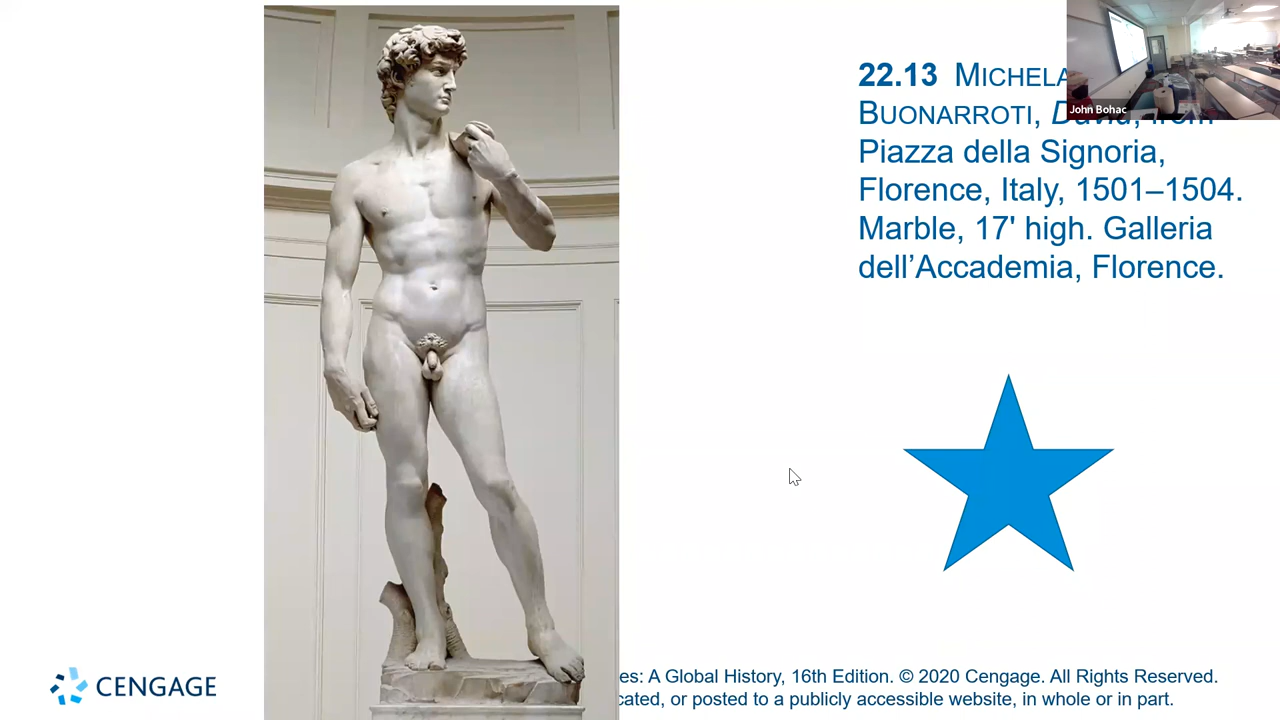 22.13 MICHELA
John Bohac
BUONARROTI, David, from
Piazza della Signoria,
Florence, Italy, 1501–1504.
Marble, 17' high. Galleria
dell’Accademia, Florence.
es: A Global History, 16th Edition. © 2020 Cengage. All Rights Reserved.
CENGAGE
cated, or posted to a publicly accessible website, in whole or in part.